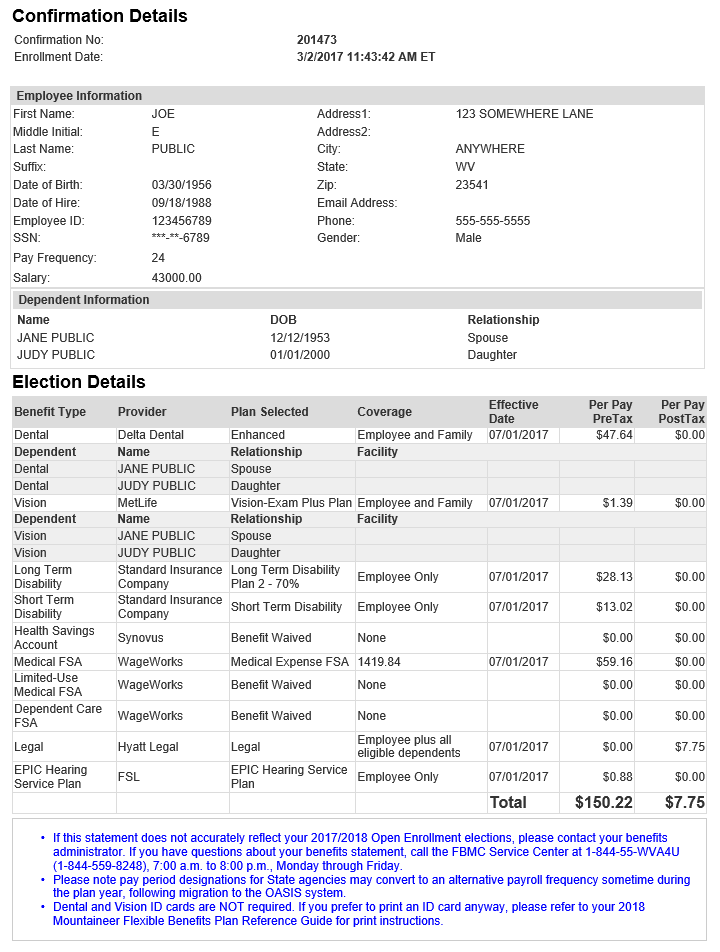 Confirmation Details
Confirmation No: 201473
Enrollment Date: 3/2/2017 11:43:42 AM ET
Employee Information
First Name: JOE Address1: 123 SOMEWHERE LANE
Middle Initial: E Address2:
Last Name: PUBLIC City: ANYWHERE
Suffix: State: WV
Date of Birth: 03/30/1956 Zip: 23541
Date of Hire: 09/18/1988 Email Address:
Employee ID: 123456789 Phone: 555-555-5555
SSN: ***-**-6789 Gender: Male
Pay Frequency: 24
Salary: 43000.00
Dependent Information
Name DOB Relationship
JANE PUBLIC 12/12/1953 Spouse
JUDY PUBLIC 01/01/2000 Daughter
Election Details
Benefit Type Provider Plan Selected Coverage Effective Date Per Pay PreTax Per Pay PostTax
Dental Delta Dental Enhanced Employee and Family 07/01/2017 $47.64 $0.00
Dependent Name Relationship Facility
Dental JANE PUBLIC Spouse
Dental JUDY PUBLIC Daughter
Vision MetLife Vision-Exam Plus Plan Employee and Family 07/01/2017 $1.39 $0.00
Dependent Name Relationship Facility
Vision JANE PUBLIC Spouse
Vision JUDY PUBLIC Daughter
Long Term Disability Standard Insurance Company Long Term Disability Plan 2 - 70% Employee Only 07/01/2017 $28.13 $0.00
Short Term Disability Standard Insurance Company Short Term Disability Employee Only 07/01/2017 $13.02 $0.00
Health Savings Account Synovus Benefit Waived None $0.00 $0.00
Medical FSA WageWorks Medical Expense FSA 1419.84 07/01/2017 $59.16 $0.00
Limited-Use Medical FSA WageWorks Benefit Waived None $0.00 $0.00
Dependent Care FSA WageWorks Benefit Waived None $0.00 $0.00
Legal Hyatt Legal Legal Employee plus all eligible dependents 07/01/2017 $0.00 $7.75
EPIC Hearing Service Plan FSL EPIC Hearing Service Plan Employee Only 07/01/2017 $0.88 $0.00
Total $150.22 $7.75
• If this statement does not accurately reflect your 2017/2018 Open Enrollment elections, please contact your benefits
administrator. If you have questions about your benefits statement, call the FBMC Service Center at 1-844-55-WVA4U
(1-844-559-8248), 7:00 a.m. to 8:00 p.m., Monday through Friday.
• Please note pay period designations for State agencies may convert to an alternative payroll frequency sometime during
the plan year, following migration to the OASIS system.
• Dental and Vision ID cards are NOT required. If you prefer to print an ID card anyway, please refer to your 2018
Mountaineer Flexible Benefits Plan Reference Guide for print instructions.